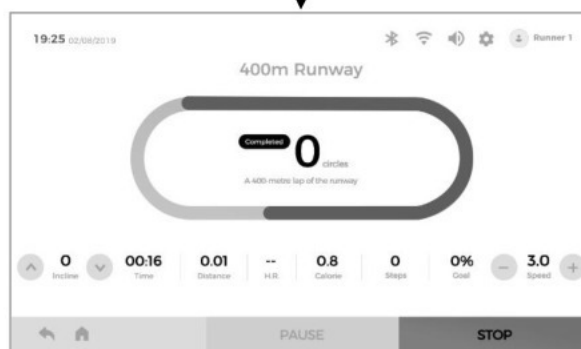 19:25 02/08/2019
Runner 1
400m Runway
Completed
0
circles
A 400-metre lap of the runway
0 00:16 0.01 -- 0.8 0 0% 3.0
Incline Time Distance H.R. Calorie Steps Goal Speed
PAUSE STOP